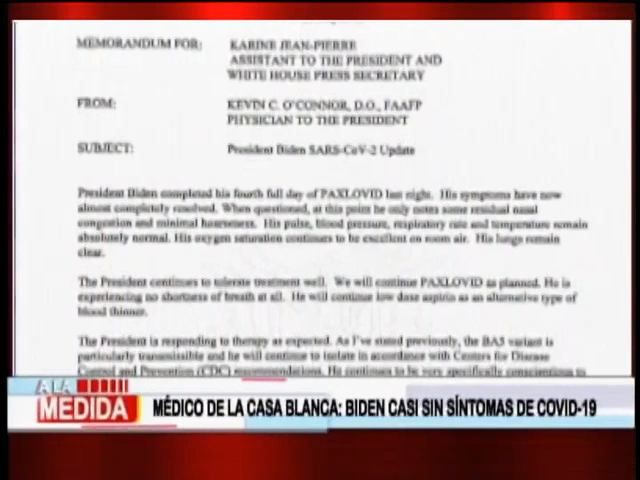 MEMORANDUM FOR: KARINE JEAN-PIERRE
ASSISTANT TO THE PRESIDENT AND
WHITE HOUSE PRESS SECRETARY
FROM: KEVIN C. O'CONNOR, D.O., FAAFP
PHYSICIAN TO THE PRESIDENT
SUBJECT: President Biden SARS-CoV-2 Update
President Biden completed his fourth full day of PAXLOVID last night. His symptoms have now
almost completely resolved. When questioned, at this point he only notes some residual nasal
congestion and minimal hoarseness. His pulse, blood pressure, respiratory rate and temperature remain
absolutely normal. His oxygen saturation continues to be excellent on room air. His lungs remain
clear.
The President continues to tolerate treatment well. We will continue PAXLOVID as planned. He is
experiencing no shortness of breath at all. He will continue low dose aspirin as an alternative type of
blood thinner.
The President is responding to therapy as expected. As I've stated previously, the BA5 variant is
particularly transmissible and he will continue to isolate in accordance with Centers for Disease
Control and Prevention (CDC) recommendations. He continues to be very specifically conscientious to
A LA
MEDIDA
MÉDICO DE LA CASA BLANCA: BIDEN CASI SIN SÍNTOMAS DE COVID-19